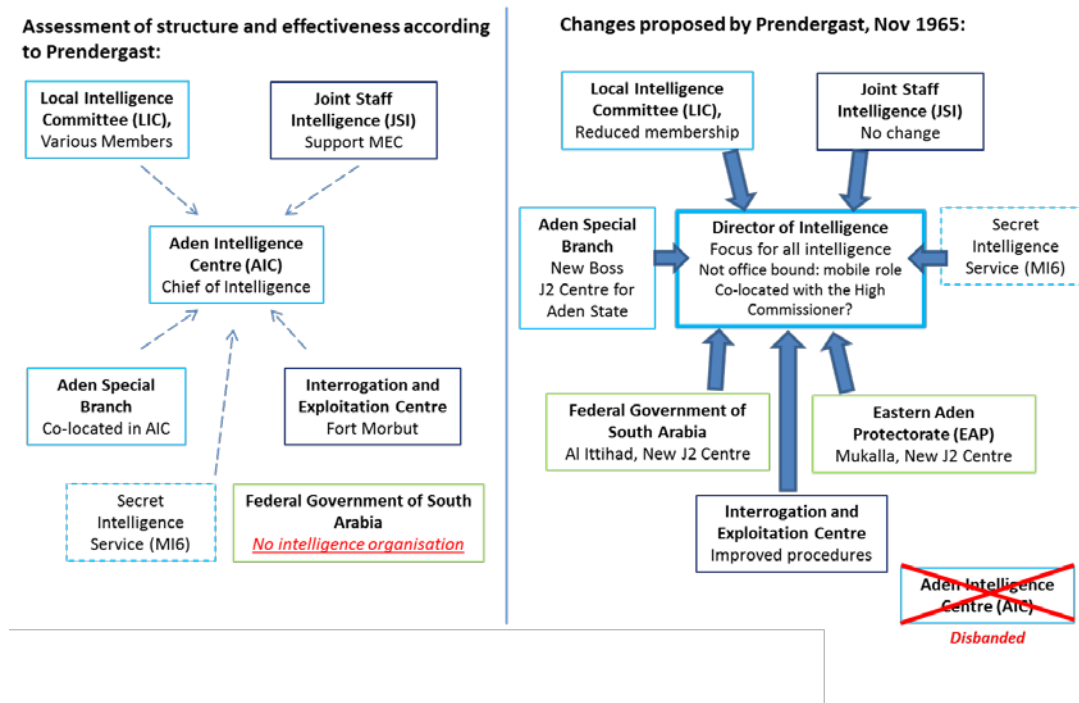 Assessment of structure and effectiveness according
to Prendergast:
Local Intelligence
Committee (LIC),
Various Members
Joint Staff
Intelligence (JSI)
Support MEC
Aden Intelligence
Centre (AIC)
Chief of Intelligence
Aden Special
Branch
Co-located in AIC
Interrogation and
Exploitation Centre
Fort Morbut
Secret
Intelligence
Service (MI6)
Federal Government of South
Arabia
No intelligence organisation
Changes proposed by Prendergast, Nov 1965:
Local Intelligence
Committee (LIC),
Reduced membership
Joint Staff
Intelligence (JSI)
No change
Aden Special
Branch
New Boss
J2 Centre for
Aden State
Director of Intelligence
Focus for all intelligence
Not office bound: mobile role
Co-located with the High
Commissioner?
Secret
Intelligence
Service (MI6)
Federal Government of
South Arabia
Al Ittihad, New J2 Centre
Eastern Aden
Protectorate (EAP)
Mukalla, New J2 Centre
Interrogation and
Exploitation Centre
Improved procedures
Aden Intelligence
Centre (AIC)
Disbanded